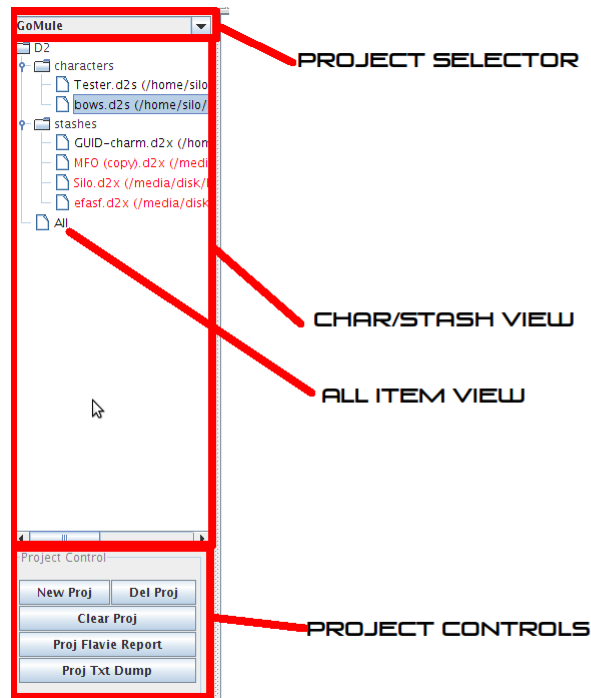 GoMule
PROJECT SELECTOR
D2
characters
Tester.d2s (/home/silo
bows.d2s (/home/silo/
stashes
GUID-charm.d2x (/hom
MFO (copy).d2x (/medi
Silo.d2x (/media/disk/
efasf.d2x (/media/disk
All
CHAR/STASH VIEW
ALL ITEM VIEW
Project Control
New Proj Del Proj
Clear Proj
PROJECT CONTROLS
Proj Flavie Report
Proj Txt Dump